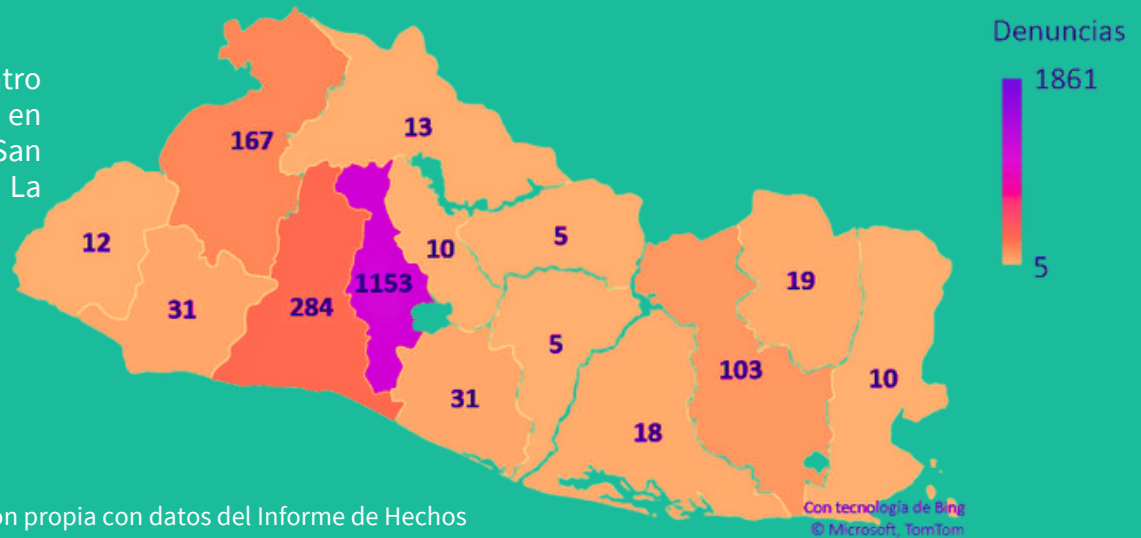 tro
en
San
La
Denuncias
1861
5
167
13
12
31
284
1153
10
5
5
31
18
103
19
10
Con tecnología de Bing
© Microsoft, TomTom
ón propia con datos del Informe de Hechos